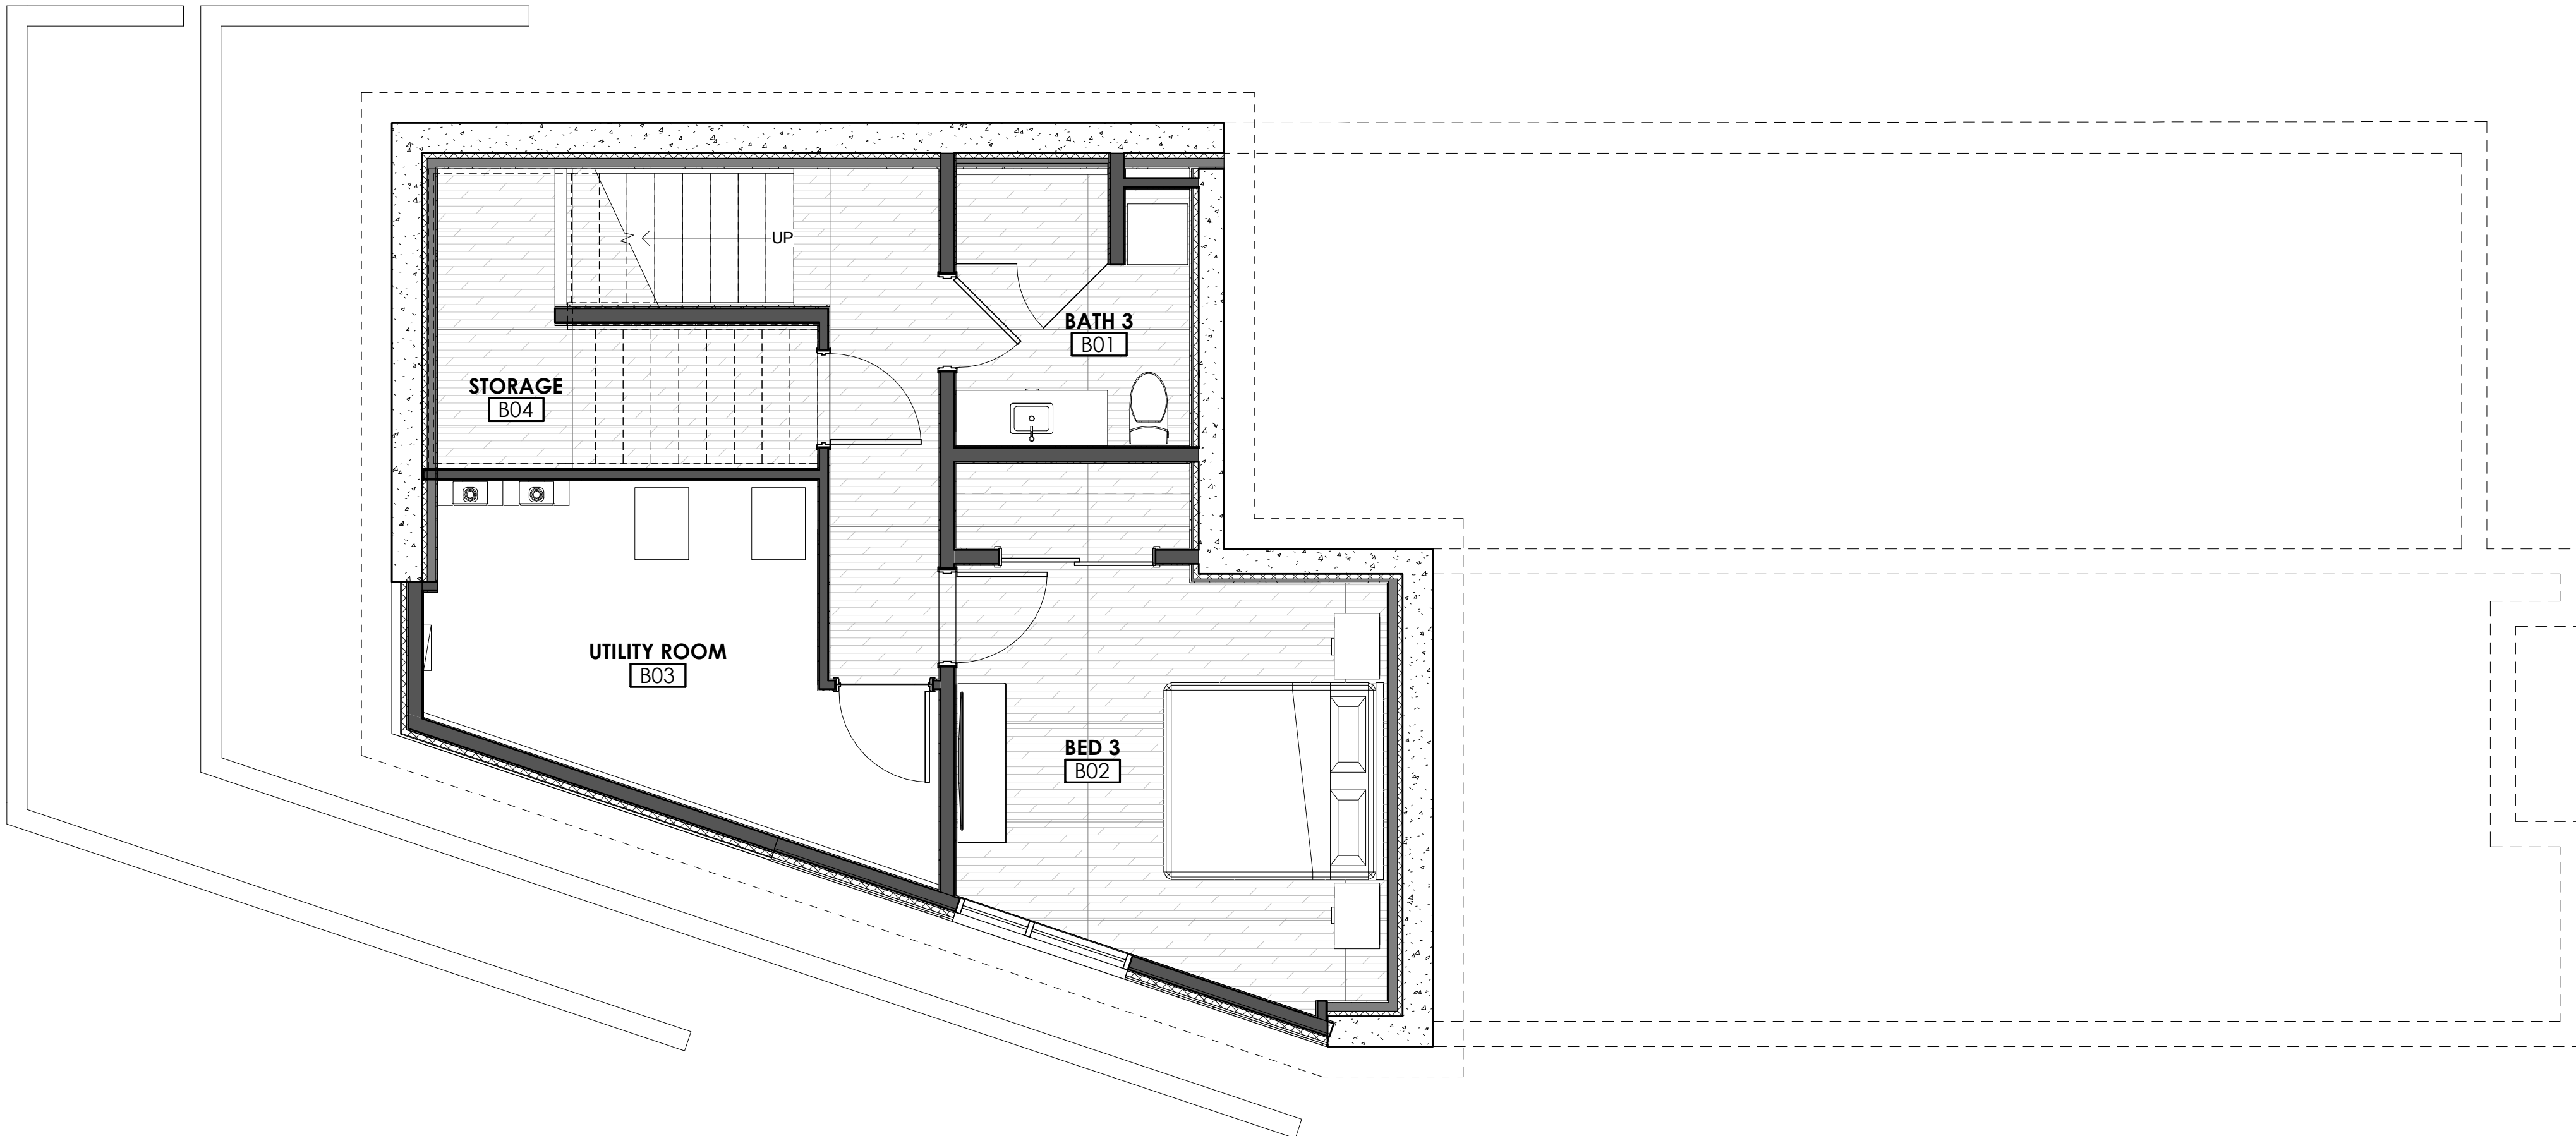 UP
BATH 3
B01
STORAGE
B04
UTILITY ROOM
B03
BED 3
B02